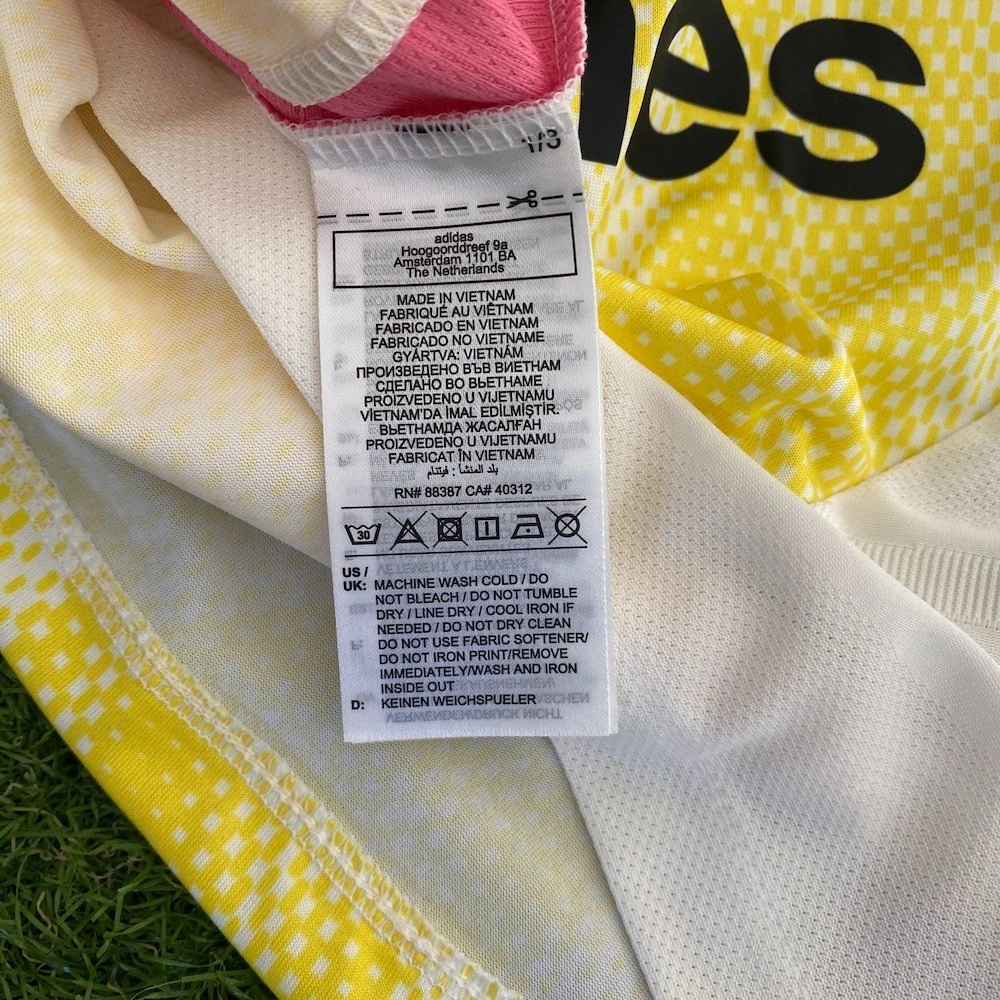 es
1/3
adidas
Hoogoorddreef 9a
Amsterdam 1101 BA
The Netherlands
MADE IN VIETNAM
FABRIQUÉ AU VIÊTNAM
FABRICADO EN VIETNAM
FABRICADO NO VIETNAME
GYÁRTVA: VIETNÁM
ПРОИЗВЕДЕНО ВЪВ ВИЕТНАМ
СДЕЛАНО ВО ВЬЕТНАМЕ
PROIZVEDENO U VIJETNAMU
VİETNAM'DA İMAL EDİLMİŞTİR.
ВЬЕТНАМДА ЖАСАЛҒАН
PROIZVEDENO U VIJETNAMU
FABRICAT ÎN VIETNAM
بلد المنشأ : فيتنام
RN# 88387 CA# 40312
30
US /
UK: MACHINE WASH COLD / DO
NOT BLEACH / DO NOT TUMBLE
DRY / LINE DRY / COOL IRON IF
NEEDED / DO NOT DRY CLEAN
DO NOT USE FABRIC SOFTENER/
DO NOT IRON PRINT/REMOVE
IMMEDIATELY/WASH AND IRON
INSIDE OUT
D: KEINEN WEICHSPUELER